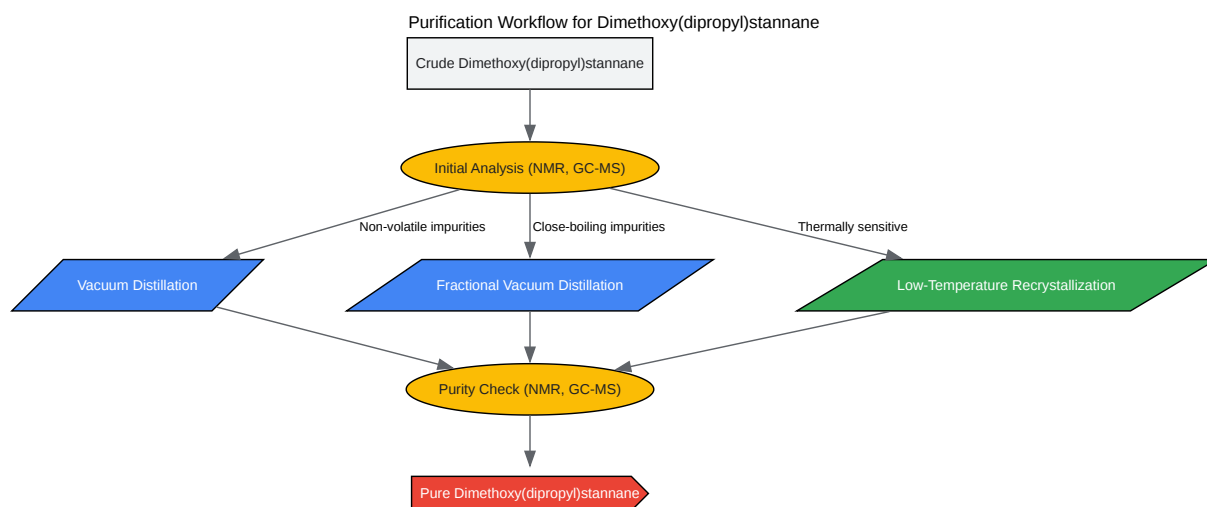 Purification Workflow for Dimethoxy(dipropyl)stannane
Crude Dimethoxy(dipropyl)stannane
Initial Analysis (NMR, GC-MS)
Non-volatile impurities
Close-boiling impurities
Thermally sensitive
Vacuum Distillation
Fractional Vacuum Distillation
Low-Temperature Recrystallization
Purity Check (NMR, GC-MS)
Pure Dimethoxy(dipropyl)stannane